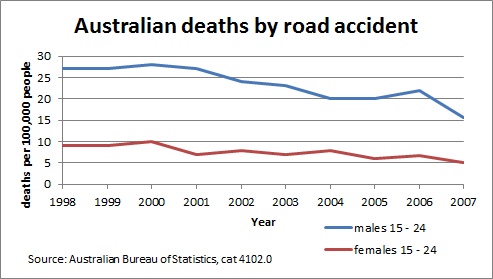 Australian deaths by road accident
deaths per 100,000 people
30
25
20
15
10
5
0
1998 1999 2000 2001 2002 2003 2004 2005 2006 2007
Year
males 15 - 24
females 15 - 24
Source: Australian Bureau of Statistics, cat 4102.0